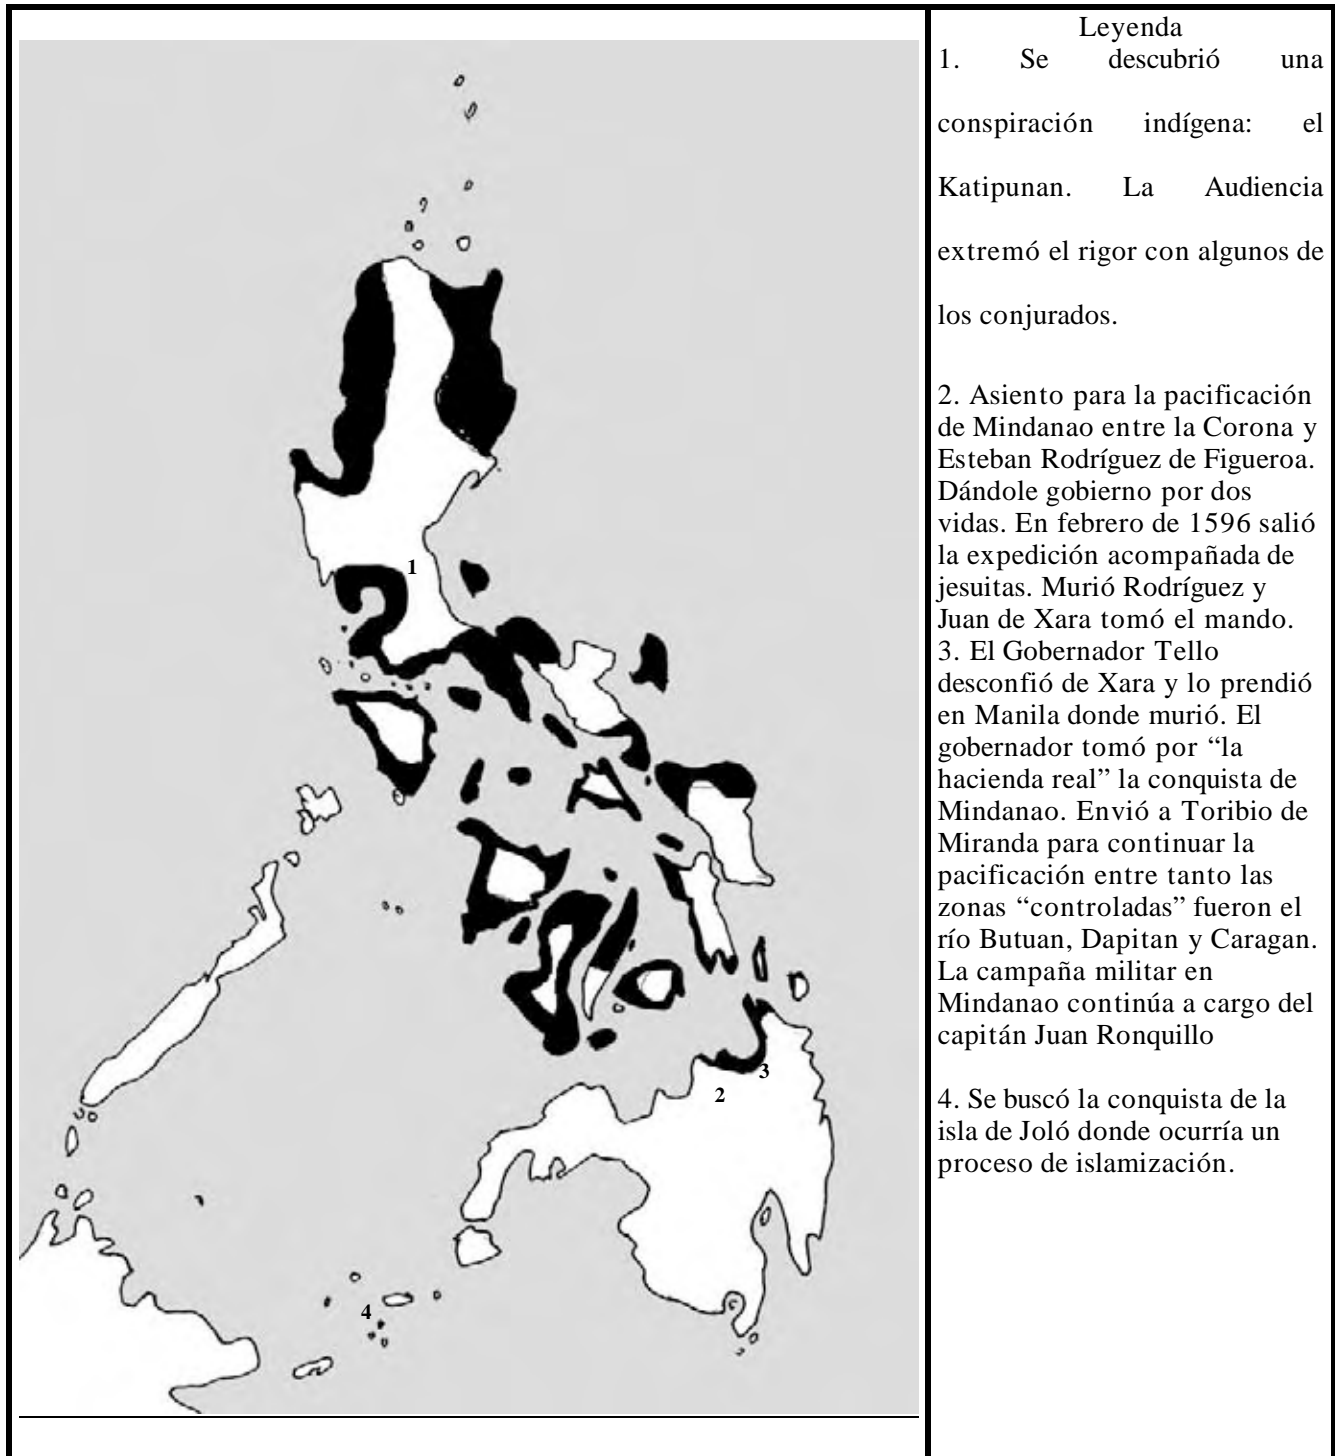 1
2
3
4
Leyenda
1. Se descubrió una
conspiración indígena: el
Katipunan. La Audiencia
extremó el rigor con algunos de
los conjurados.
2. Asiento para la pacificación
de Mindanao entre la Corona y
Esteban Rodríguez de Figueroa.
Dándole gobierno por dos
vidas. En febrero de 1596 salió
la expedición acompañada de
jesuitas. Murió Rodríguez y
Juan de Xara tomó el mando.
3. El Gobernador Tello
desconfió de Xara y lo prendió
en Manila donde murió. El
gobernador tomó por “la
hacienda real” la conquista de
Mindanao. Envió a Toribio de
Miranda para continuar la
pacificación entre tanto las
zonas “controladas” fueron el
río Butuan, Dapitan y Caragan.
La campaña militar en
Mindanao continúa a cargo del
capitán Juan Ronquillo
4. Se buscó la conquista de la
isla de Joló donde ocurría un
proceso de islamización.